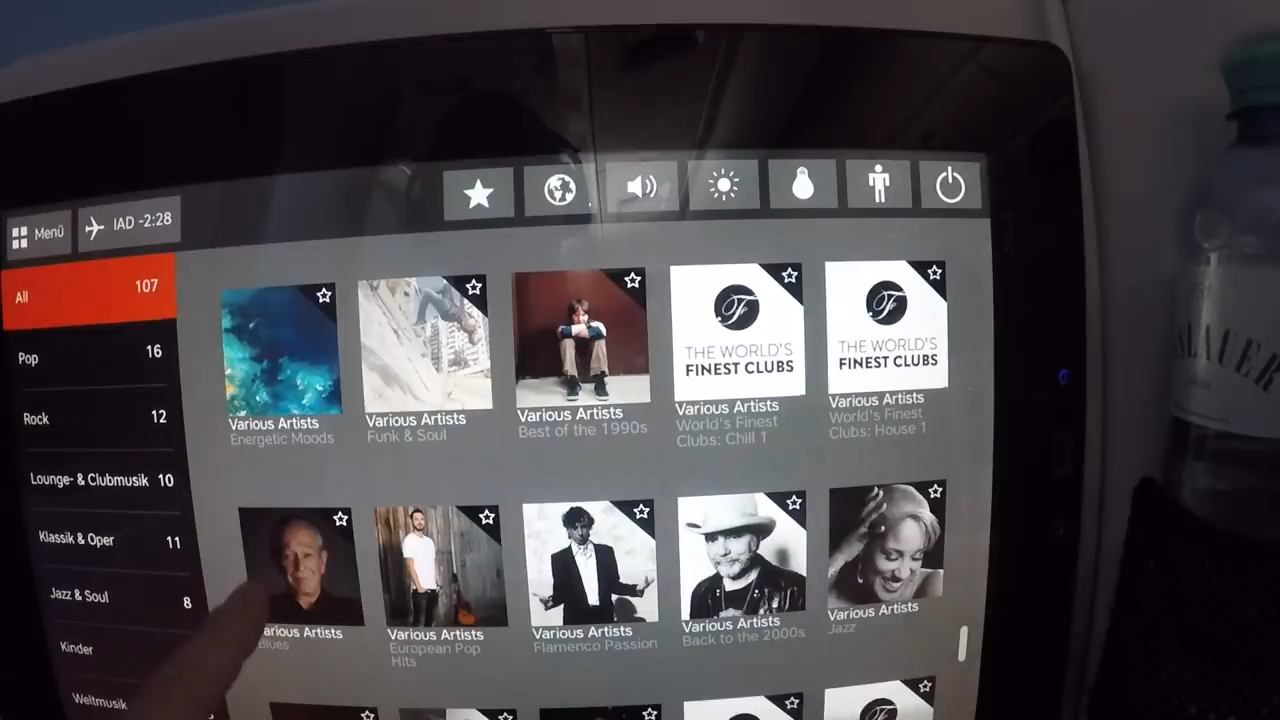 Menü
IAD -2:28
All 107
Pop 16
Rock 12
Lounge- & Clubmusik 10
Klassik & Oper 11
Jazz & Soul 8
Kinder
Weltmusik
Various Artists
Energetic Moods
Various Artists
Funk & Soul
Various Artists
Best of the 1990s
THE WORLD'S
FINEST CLUBS
Various Artists
World's Finest
Clubs: Chill 1
THE WORLD'S
FINEST CLUBS
Various Artists
World's Finest
Clubs: House 1
arious Artists
Blues
Various Artists
European Pop
Hits
Various Artists
Flamenco Passion
Various Artists
Back to the 2000s
Various Artists
Jazz